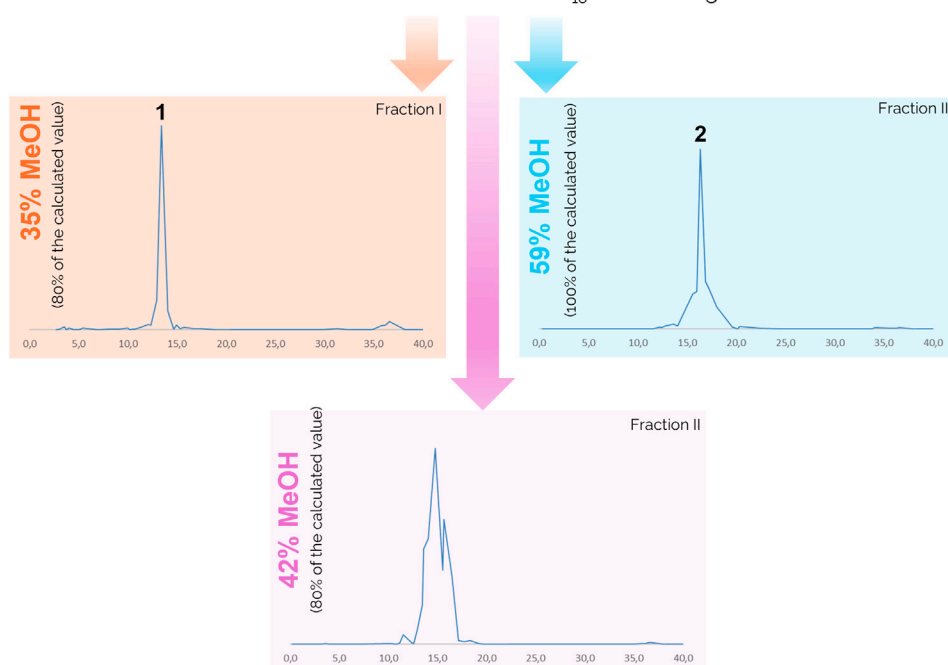 18
1
Fraction I
35% MeOH
(80% of the calculated value)
0,0 5,0 10,0 15,0 20,0 25,0 30,0 35,0 40,0
2
Fraction II
59% MeOH
(100% of the calculated value)
0,0 5,0 10,0 15,0 20,0 25,0 30,0 35,0 40,0
Fraction II
42% MeOH
(80% of the calculated value)
0,0 5,0 10,0 15,0 20,0 25,0 30,0 35,0 40,0